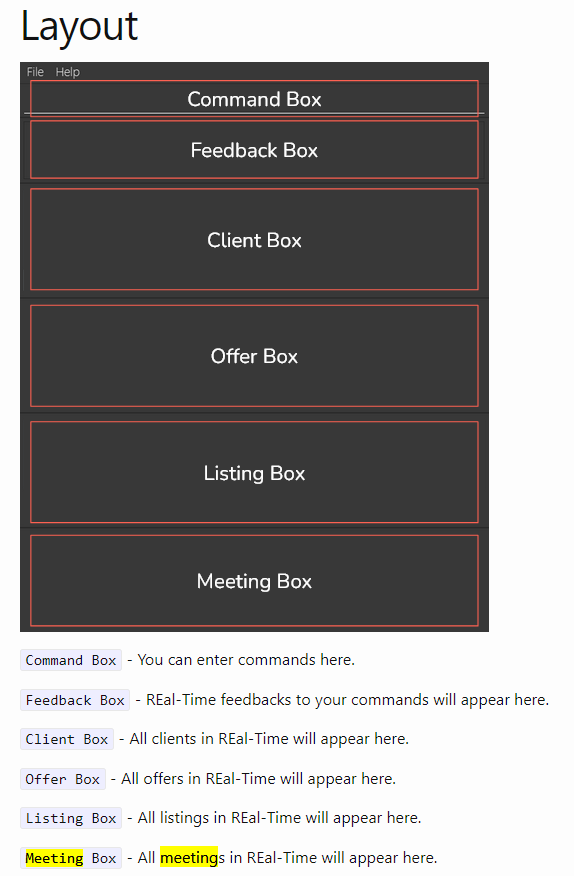 Layout
File Help
Command Box
Feedback Box
Client Box
Offer Box
Listing Box
Meeting Box
Command Box - You can enter commands here.
Feedback Box - REal-Time feedbacks to your commands will appear here.
Client Box - All clients in REal-Time will appear here.
Offer Box - All offers in REal-Time will appear here.
Listing Box - All listings in REal-Time will appear here.
Meeting Box - All meetings in REal-Time will appear here.